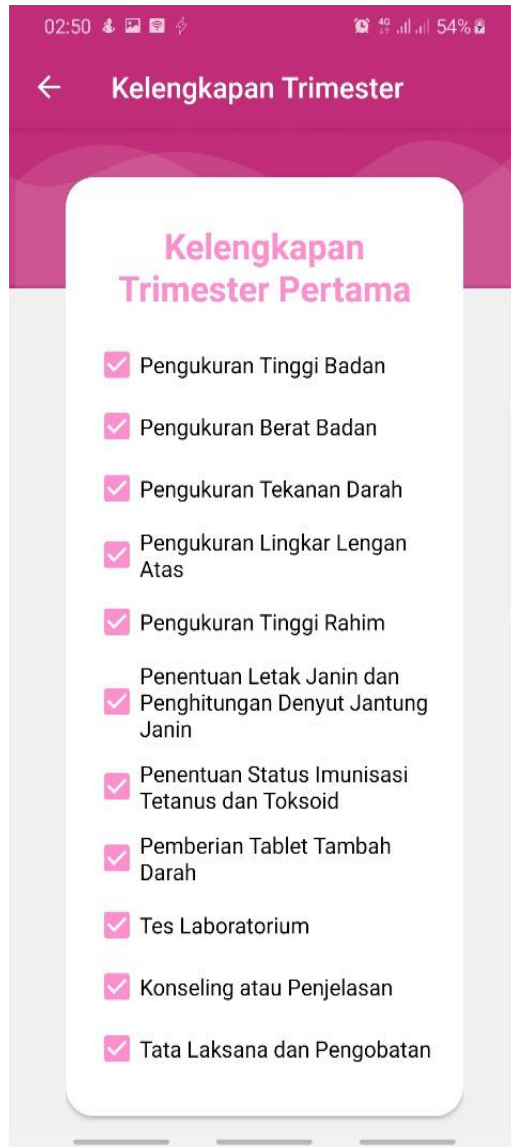 02:50 4G 54%
Kelengkapan Trimester
Kelengkapan
Trimester Pertama
Pengukuran Tinggi Badan
Pengukuran Berat Badan
Pengukuran Tekanan Darah
Pengukuran Lingkar Lengan
Atas
Pengukuran Tinggi Rahim
Penentuan Letak Janin dan
Penghitungan Denyut Jantung
Janin
Penentuan Status Imunisasi
Tetanus dan Toksoid
Pemberian Tablet Tambah
Darah
Tes Laboratorium
Konseling atau Penjelasan
Tata Laksana dan Pengobatan